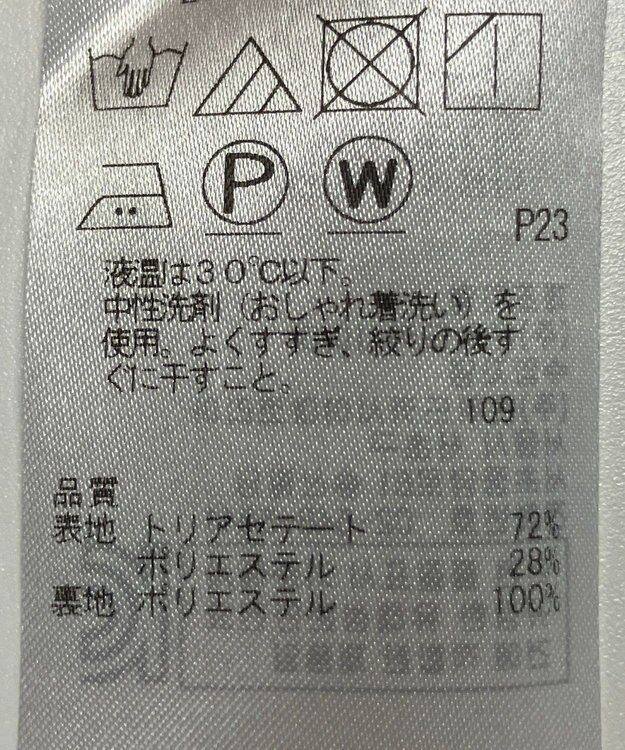 P
W
P23
液温は30℃以下。
中性洗剤（おしゃれ着洗い）を
使用。よくすすぎ、絞りの後す
ぐに干すこと。
109
品質
表地 トリアセテート 72%
ポリエステル 28%
裏地 ポリエステル 100%